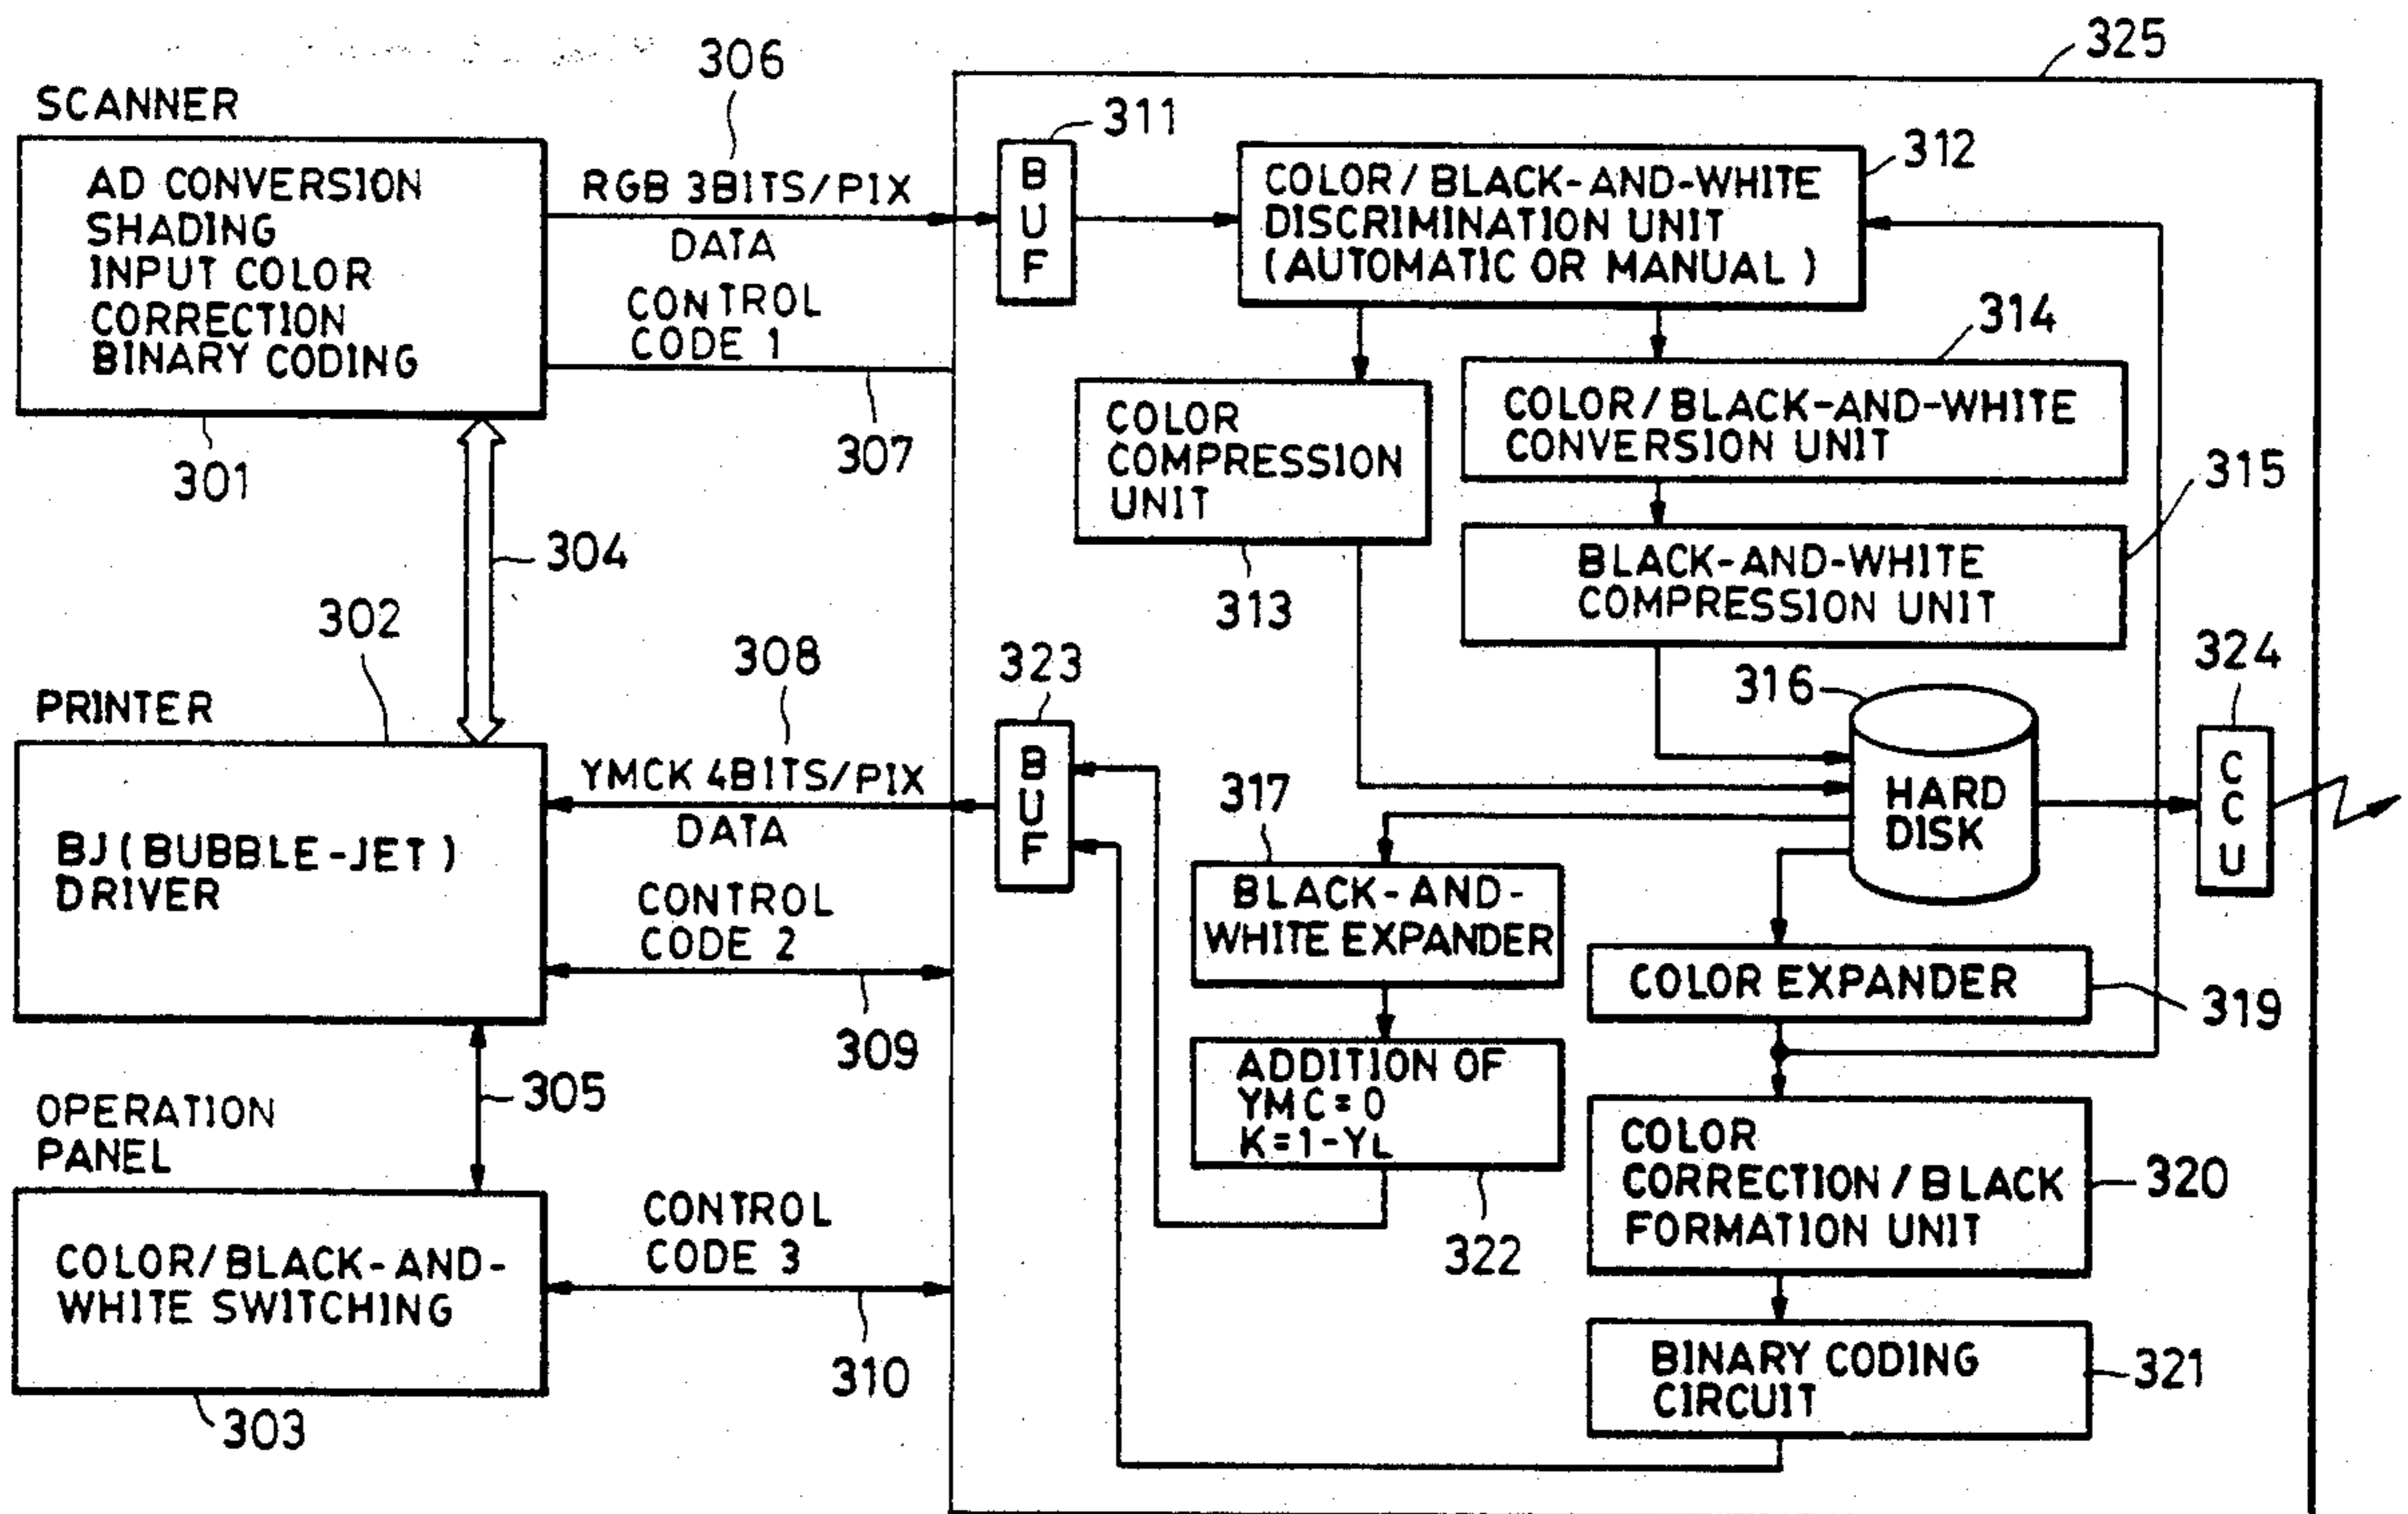 325
306
SCANNER
311
312
AD CONVERSION
SHADING
INPUT COLOR
CORRECTION
BINARY CODING
RGB 3BITS/PIX
DATA
CONTROL
CODE 1
BUF
COLOR/BLACK-AND-WHITE
DISCRIMINATION UNIT
(AUTOMATIC OR MANUAL)
314
301
307
COLOR
COMPRESSION
UNIT
COLOR/BLACK-AND-WHITE
CONVERSION UNIT
315
304
313
BLACK-AND-WHITE
COMPRESSION UNIT
302
308
323
316
324
PRINTER
YMCK 4BITS/PIX
DATA
BUF
317
HARD
DISK
CCU
BJ (BUBBLE-JET)
DRIVER
CONTROL
CODE 2
BLACK-AND-
WHITE EXPANDER
COLOR EXPANDER
319
309
305
ADDITION OF
YMC=0
K=1-YL
OPERATION
PANEL
COLOR
CORRECTION/BLACK
FORMATION UNIT
320
322
COLOR/BLACK-AND-
WHITE SWITCHING
CONTROL
CODE 3
310
BINARY CODING
CIRCUIT
321
303